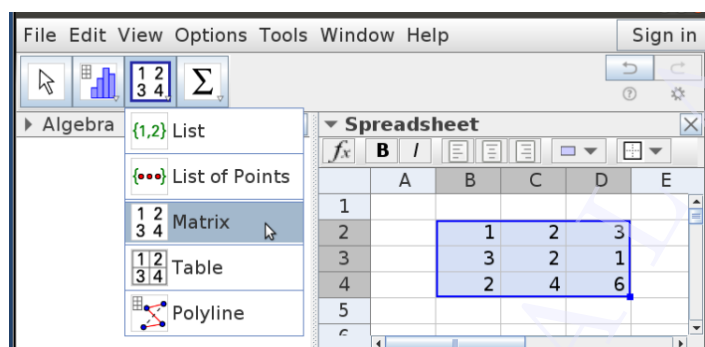 File Edit View Options Tools Window Help Sign in
1 2
3 4
Σ
Algebra
{1,2} List
List of Points
1 2
3 4 Matrix
1 2
3 4 Table
Polyline
Spreadsheet
fx B I
A B C D E
1
2 1 2 3
3 3 2 1
4 2 4 6
5